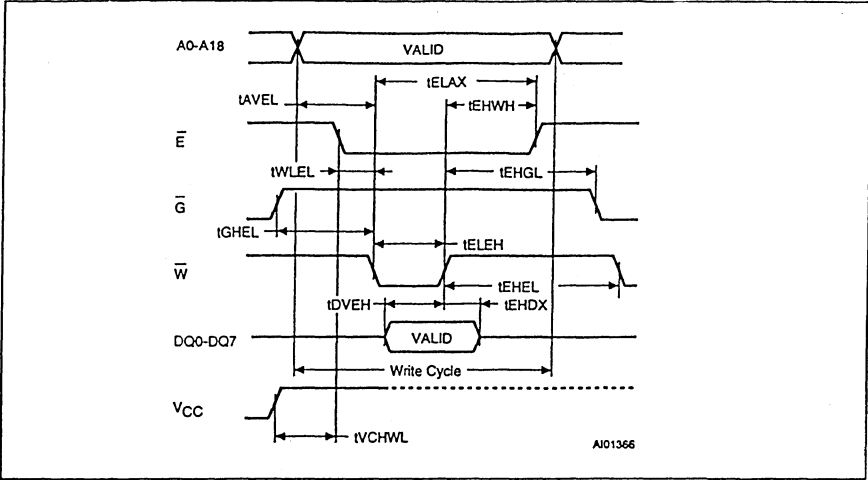 A0-A18
VALID
tELAX
tAVEL
tEHWH
E
tWLEL
tEHGL
G
tGHEL
tELEH
W
tEHEL
tDVEH
tEHDX
DQ0-DQ7
VALID
Write Cycle
VCC
tVCHWL
AI01366